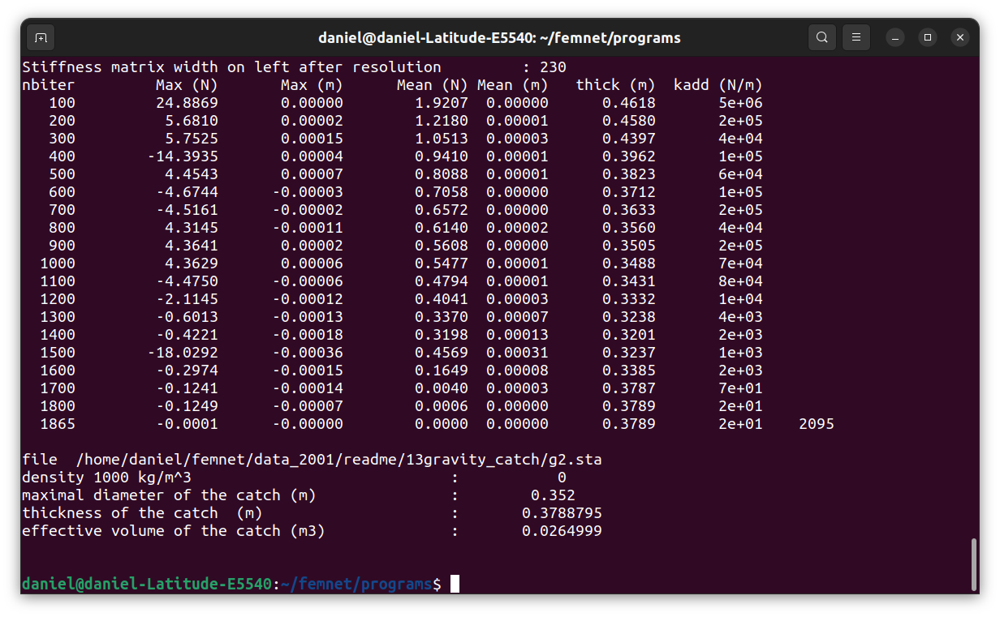 daniel@daniel-Latitude-E5540: ~/femnet/programs
Stiffness matrix width on left after resolution : 230
nbiter Max (N) Max (m) Mean (N) Mean (m) thick (m) kadd (N/m)
100 24.8869 0.00000 1.9207 0.00000 0.4618 5e+06
200 5.6810 0.00002 1.2180 0.00001 0.4580 2e+05
300 5.7525 0.00015 1.0513 0.00003 0.4397 4e+04
400 -14.3935 0.00004 0.9410 0.00001 0.3962 1e+05
500 4.4543 0.00007 0.8088 0.00001 0.3823 6e+04
600 -4.6744 -0.00003 0.7058 0.00000 0.3712 1e+05
700 -4.5161 -0.00002 0.6572 0.00000 0.3633 2e+05
800 4.3145 -0.00011 0.6140 0.00002 0.3560 4e+04
900 4.3641 0.00002 0.5608 0.00000 0.3505 2e+05
1000 4.3629 0.00006 0.5477 0.00001 0.3488 7e+04
1100 -4.4750 -0.00006 0.4794 0.00001 0.3431 8e+04
1200 -2.1145 -0.00012 0.4041 0.00003 0.3332 1e+04
1300 -0.6013 -0.00013 0.3370 0.00007 0.3238 4e+03
1400 -0.4221 -0.00018 0.3198 0.00013 0.3201 2e+03
1500 -18.0292 -0.00036 0.4569 0.00031 0.3237 1e+03
1600 -0.2974 -0.00015 0.1649 0.00008 0.3385 2e+03
1700 -0.1241 -0.00014 0.0040 0.00003 0.3787 7e+01
1800 -0.1249 -0.00007 0.0006 0.00000 0.3789 2e+01
1865 -0.0001 -0.00000 0.0000 0.00000 0.3789 2e+01 2095
file /home/daniel/femnet/data_2001/readme/13gravity_catch/g2.sta
density 1000 kg/m^3 : 0
maximal diameter of the catch (m) : 0.352
thickness of the catch (m) : 0.3788795
effective volume of the catch (m3) : 0.0264999
daniel@daniel-Latitude-E5540:~/femnet/programs$